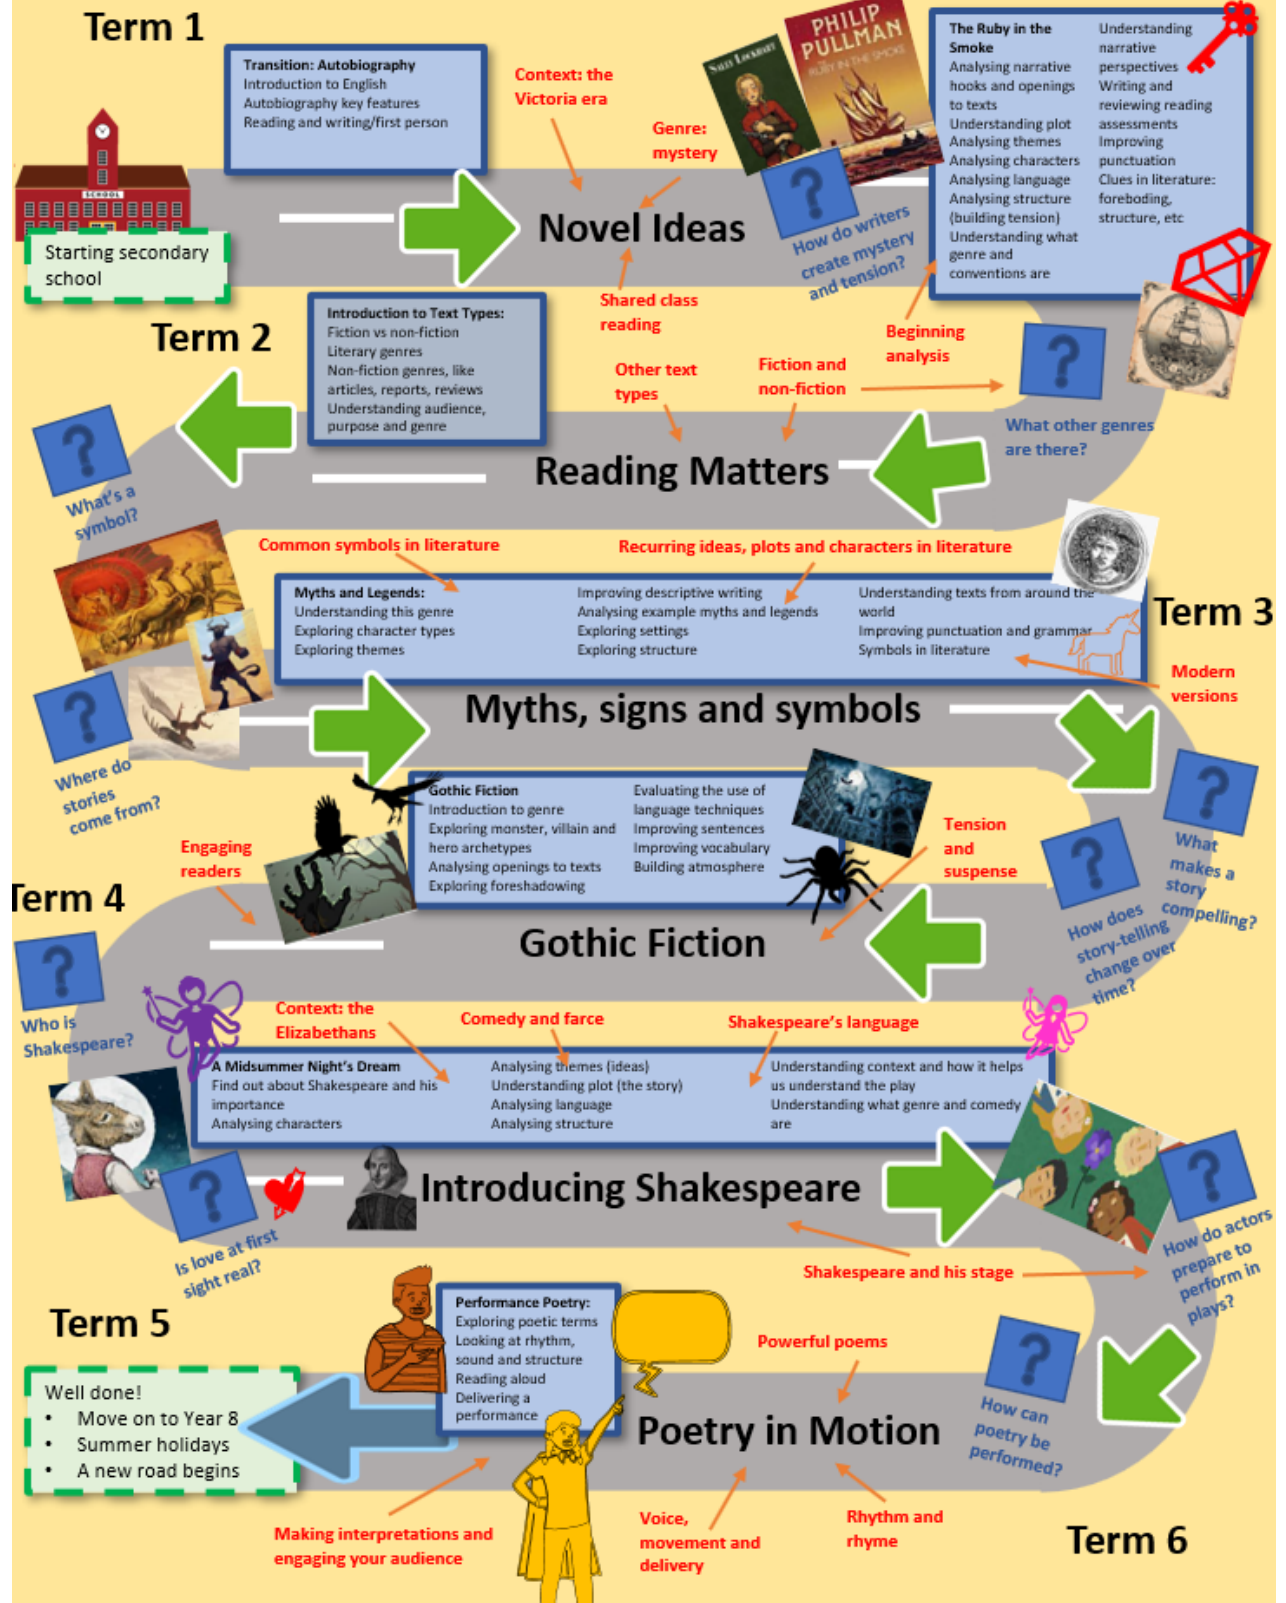 Term 1
Transition: Autobiography
Introduction to English
Autobiography key features
Reading and writing/first person
Context: the
Victoria era
Genre:
mystery
SALLY LOCKHART
PHILIP
PULLMAN
RUBY IN THE SMOKE
The Ruby in the
Smoke
Analysing narrative
hooks and openings
to texts
Understanding plot
Analysing themes
Analysing characters
Analysing language
Analysing structure
(building tension)
Understanding what
genre and
conventions are
Understanding
narrative
perspectives
Writing and
reviewing reading
assessments
Improving
punctuation
Clues in literature:
foreboding,
structure, etc
SCHOOL
Starting secondary
school
Novel Ideas
?
How do writers
create mystery
and tension?
Shared class
reading
Beginning
analysis
Term 2
Introduction to Text Types:
Fiction vs non-fiction
Literary genres
Non-fiction genres, like
articles, reports, reviews
Understanding audience,
purpose and genre
Other text
types
Fiction and
non-fiction
?
What other genres
are there?
?
What's a
symbol?
Reading Matters
Common symbols in literature
Recurring ideas, plots and characters in literature
Myths and Legends:
Understanding this genre
Exploring character types
Exploring themes
Improving descriptive writing
Analysing example myths and legends
Exploring settings
Exploring structure
Understanding texts from around the
world
Improving punctuation and grammar
Symbols in literature
Term 3
Modern
versions
?
Where do
stories
come from?
Myths, signs and symbols
?
What
makes a
story
compelling?
Gothic Fiction
Introduction to genre
Exploring monster, villain and
hero archetypes
Analysing openings to texts
Exploring foreshadowing
Evaluating the use of
language techniques
Improving sentences
Improving vocabulary
Building atmosphere
Tension
and
suspense
?
How does
story-telling
change over
time?
Engaging
readers
Term 4
Gothic Fiction
?
Who is
Shakespeare?
Context: the
Elizabethans
Comedy and farce
Shakespeare's language
A Midsummer Night's Dream
Find out about Shakespeare and his
importance
Analysing characters
Analysing themes (ideas)
Understanding plot (the story)
Analysing language
Analysing structure
Understanding context and how it helps
us understand the play
Understanding what genre and comedy
are
?
Is love at first
sight real?
Introducing Shakespeare
?
How do actors
prepare to
perform in
plays?
Shakespeare and his stage
Term 5
Performance Poetry:
Exploring poetic terms
Looking at rhythm,
sound and structure
Reading aloud
Delivering a
performance
Powerful poems
?
How can
poetry be
performed?
Well done!
• Move on to Year 8
• Summer holidays
• A new road begins
Poetry in Motion
Making interpretations and
engaging your audience
Voice,
movement and
delivery
Rhythm and
rhyme
Term 6